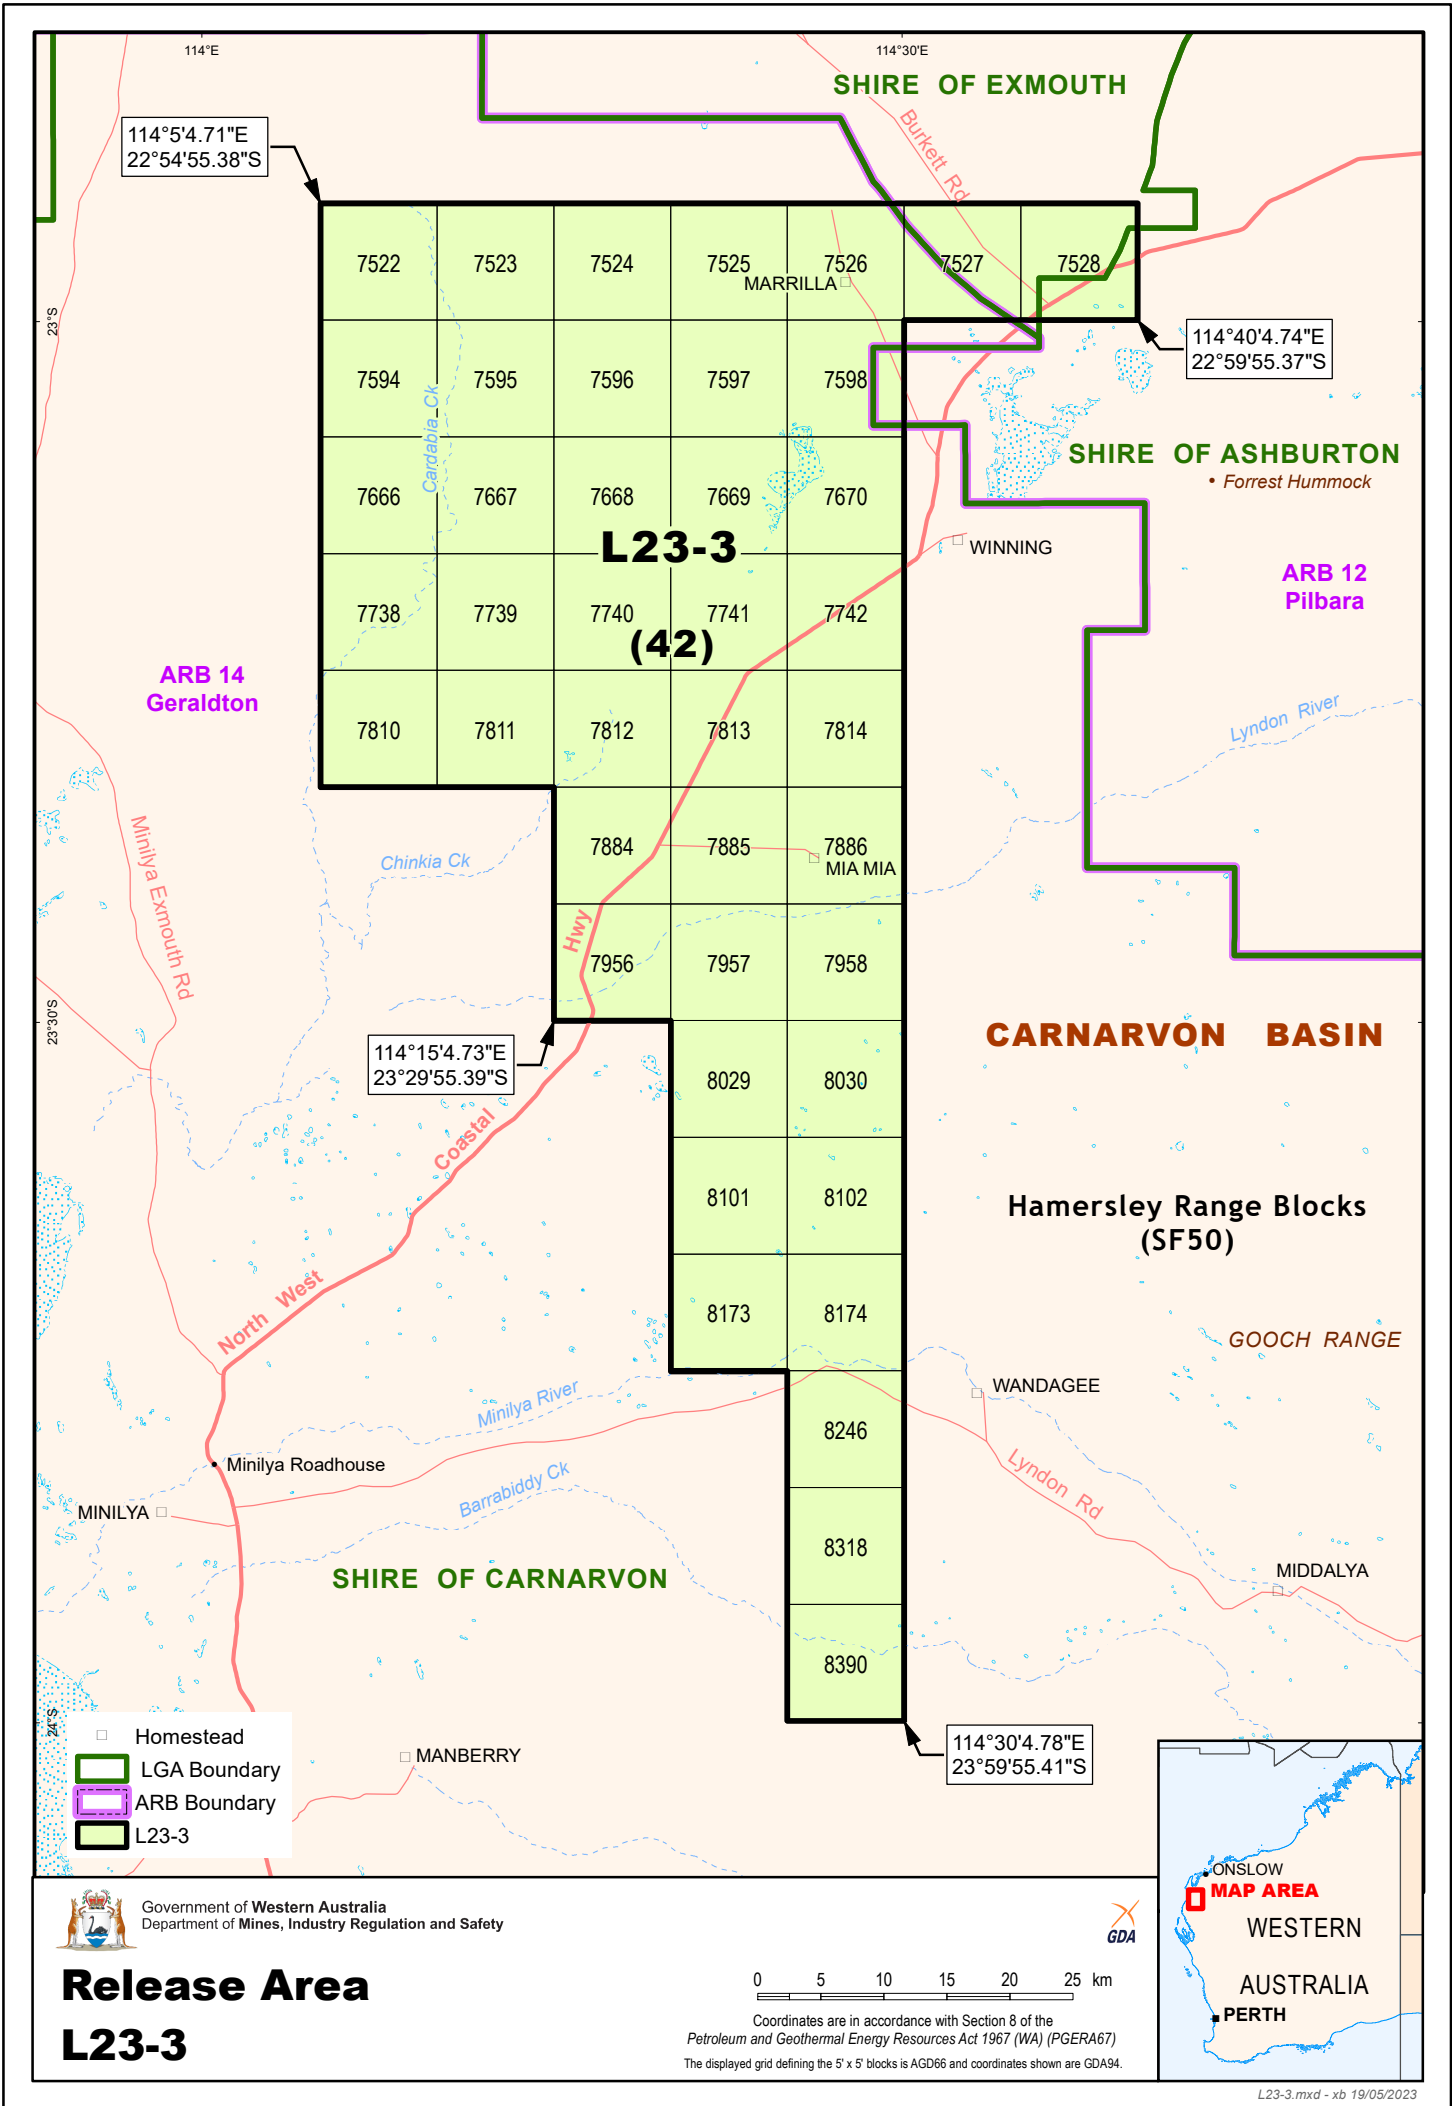 114°E
114°30'E
SHIRE OF EXMOUTH
Burkett Rd
114°5'4.71"E
22°54'55.38"S
7522
7523
7524
7525
7526
7527
7528
MARRILLA
23°S
114°40'4.74"E
22°59'55.37"S
7594
7595
7596
7597
7598
Cardabia Ck
SHIRE OF ASHBURTON
Forrest Hummock
7666
7667
7668
7669
7670
L23-3
WINNING
ARB 12
Pilbara
7738
7739
7740
7741
7742
(42)
ARB 14
Geraldton
Lyndon River
7810
7811
7812
7813
7814
Minilya Exmouth Rd
Chinkia Ck
7884
7885
7886
MIA MIA
Hwy
7956
7957
7958
23°30'S
CARNARVON BASIN
114°15'4.73"E
23°29'55.39"S
8029
8030
Coastal
8101
8102
Hamersley Range Blocks
(SF50)
North West
8173
8174
GOOCH RANGE
WANDAGEE
Minilya River
8246
Minilya Roadhouse
Lyndon Rd
Barrabiddy Ck
MINILYA
8318
SHIRE OF CARNARVON
MIDDALYA
8390
24°S
114°30'4.78"E
23°59'55.41"S
MANBERRY
Homestead
LGA Boundary
ARB Boundary
L23-3
Government of Western Australia
Department of Mines, Industry Regulation and Safety
GDA
Release Area
L23-3
0 5 10 15 20 25 km
Coordinates are in accordance with Section 8 of the
Petroleum and Geothermal Energy Resources Act 1967 (WA) (PGERA67)
The displayed grid defining the 5' x 5' blocks is AGD66 and coordinates shown are GDA94.
ONSLOW
MAP AREA
WESTERN
AUSTRALIA
PERTH
L23-3.mxd - xb 19/05/2023